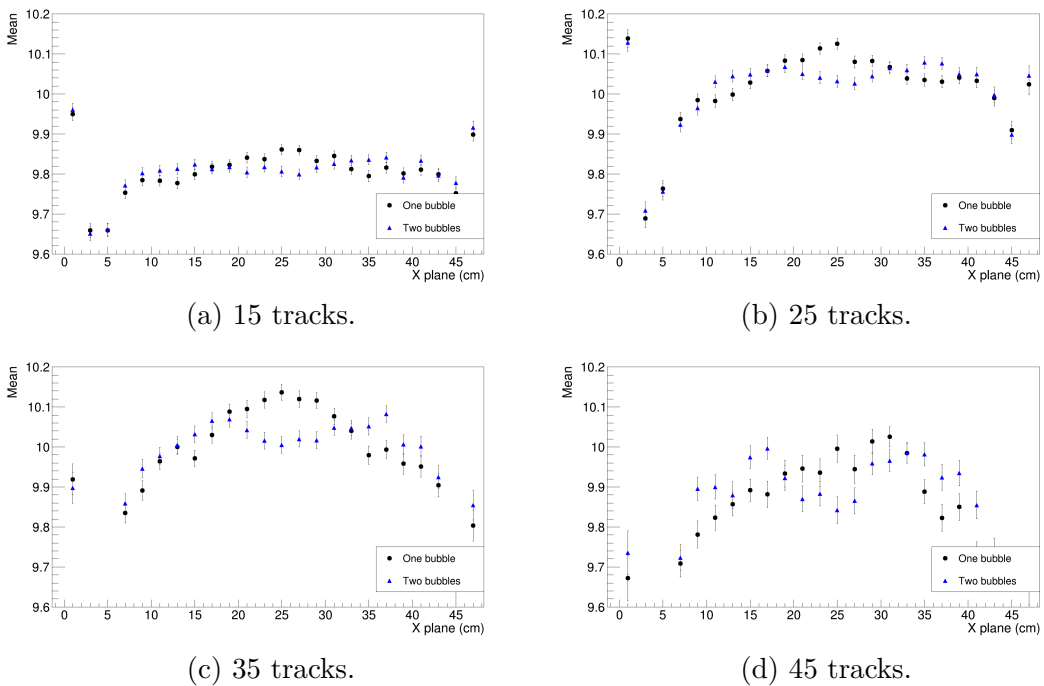 Mean
10.2
10.1
10
9.9
9.8
9.7
9.6
One bubble
Two bubbles
0 5 10 15 20 25 30 35 40 45
X plane (cm)
(a) 15 tracks.
Mean
10.2
10.1
10
9.9
9.8
9.7
9.6
One bubble
Two bubbles
0 5 10 15 20 25 30 35 40 45
X plane (cm)
(b) 25 tracks.
Mean
10.2
10.1
10
9.9
9.8
9.7
9.6
One bubble
Two bubbles
0 5 10 15 20 25 30 35 40 45
X plane (cm)
(c) 35 tracks.
Mean
10.2
10.1
10
9.9
9.8
9.7
9.6
One bubble
Two bubbles
0 5 10 15 20 25 30 35 40 45
X plane (cm)
(d) 45 tracks.